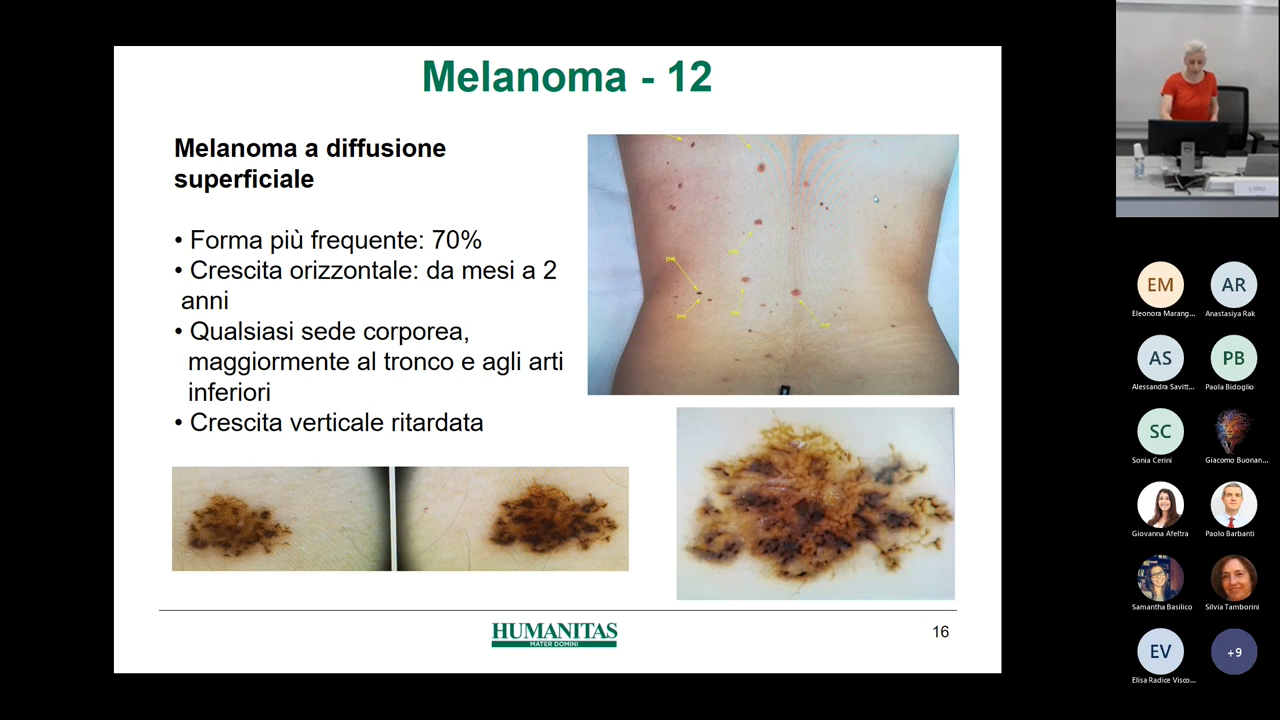 Melanoma - 12
Melanoma a diffusione
superficiale
• Forma più frequente: 70%
• Crescita orizzontale: da mesi a 2
anni
• Qualsiasi sede corporea,
maggiormente al tronco e agli arti
inferiori
• Crescita verticale ritardata
HUMANITAS
MATER DOMINI
16
EM
Eleonora Marang...
AR
Anastasiya Rak
AS
Alessandra Savitt...
PB
Paola Bidoglio
SC
Sonia Cerini
Giacomo Buonan...
Giovanna Afeltra
Paolo Barbanti
Samantha Basilico
Silvia Tamborini
EV
Elisa Radice Visco...
+9